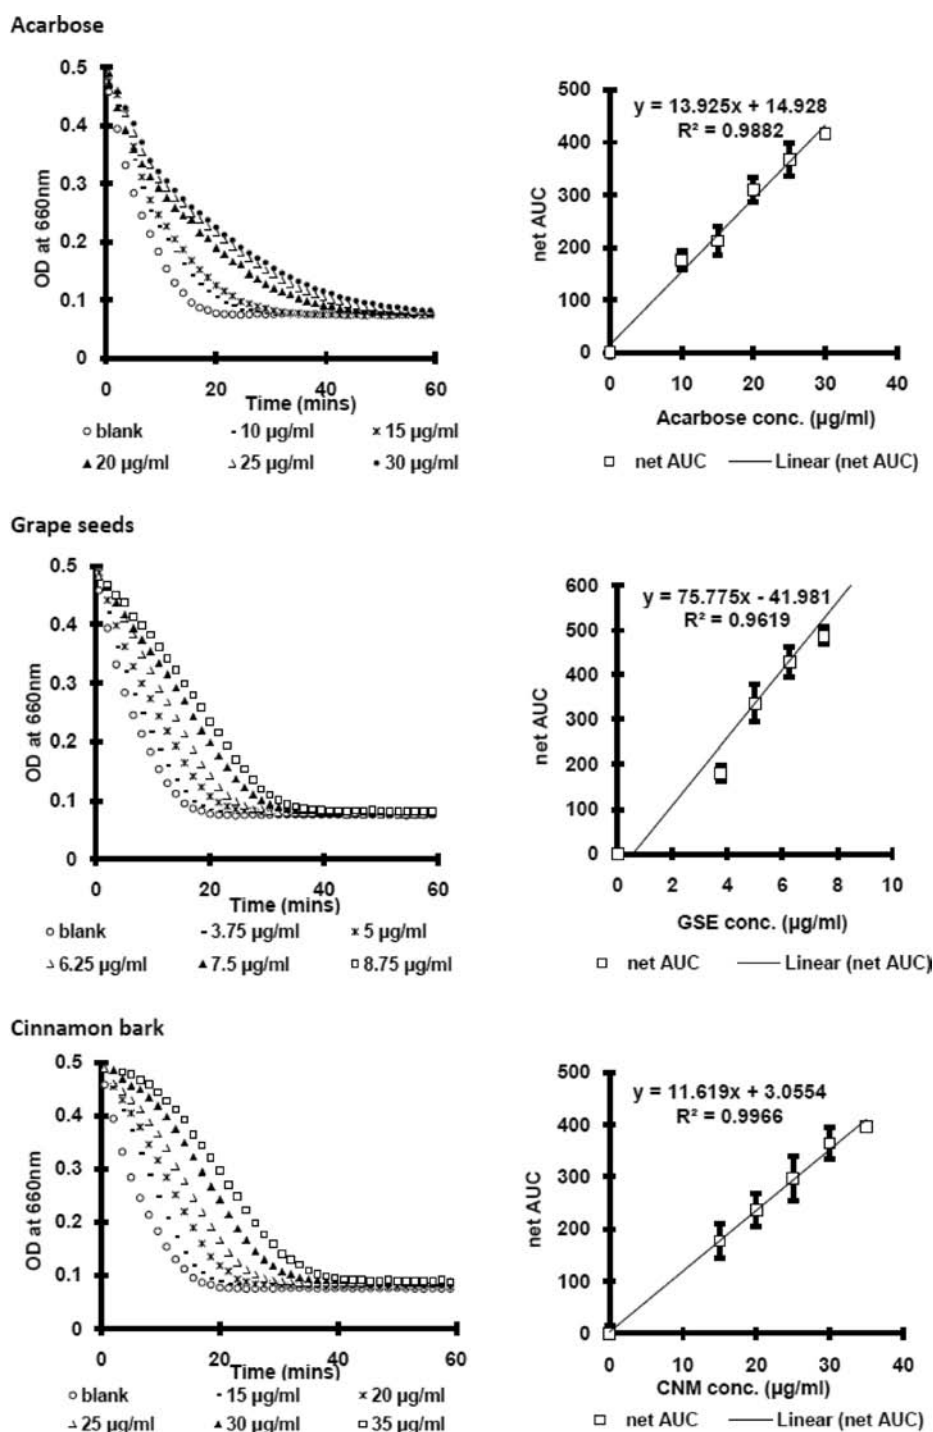 Acarbose
0.5
0.4
0.3
0.2
0.1
0
OD at 660nm
0 20 40 60
Time (mins)
blank 10 µg/ml 15 µg/ml
20 µg/ml 25 µg/ml 30 µg/ml
500
400
300
200
100
0
net AUC
y = 13.925x + 14.928
R² = 0.9882
0 10 20 30 40
Acarbose conc. (µg/ml)
net AUC Linear (net AUC)
Grape seeds
0.5
0.4
0.3
0.2
0.1
0
OD at 660nm
0 20 40 60
Time (mins)
blank 3.75 µg/ml 5 µg/ml
6.25 µg/ml 7.5 µg/ml 8.75 µg/ml
600
500
400
300
200
100
0
net AUC
y = 75.775x - 41.981
R² = 0.9619
0 2 4 6 8 10
GSE conc. (µg/ml)
net AUC Linear (net AUC)
Cinnamon bark
0.5
0.4
0.3
0.2
0.1
0
OD at 660nm
0 20 40 60
Time (mins)
blank 15 µg/ml 20 µg/ml
25 µg/ml 30 µg/ml 35 µg/ml
500
400
300
200
100
0
net AUC
y = 11.619x + 3.0554
R² = 0.9966
0 10 20 30 40
CNM conc. (µg/ml)
net AUC Linear (net AUC)